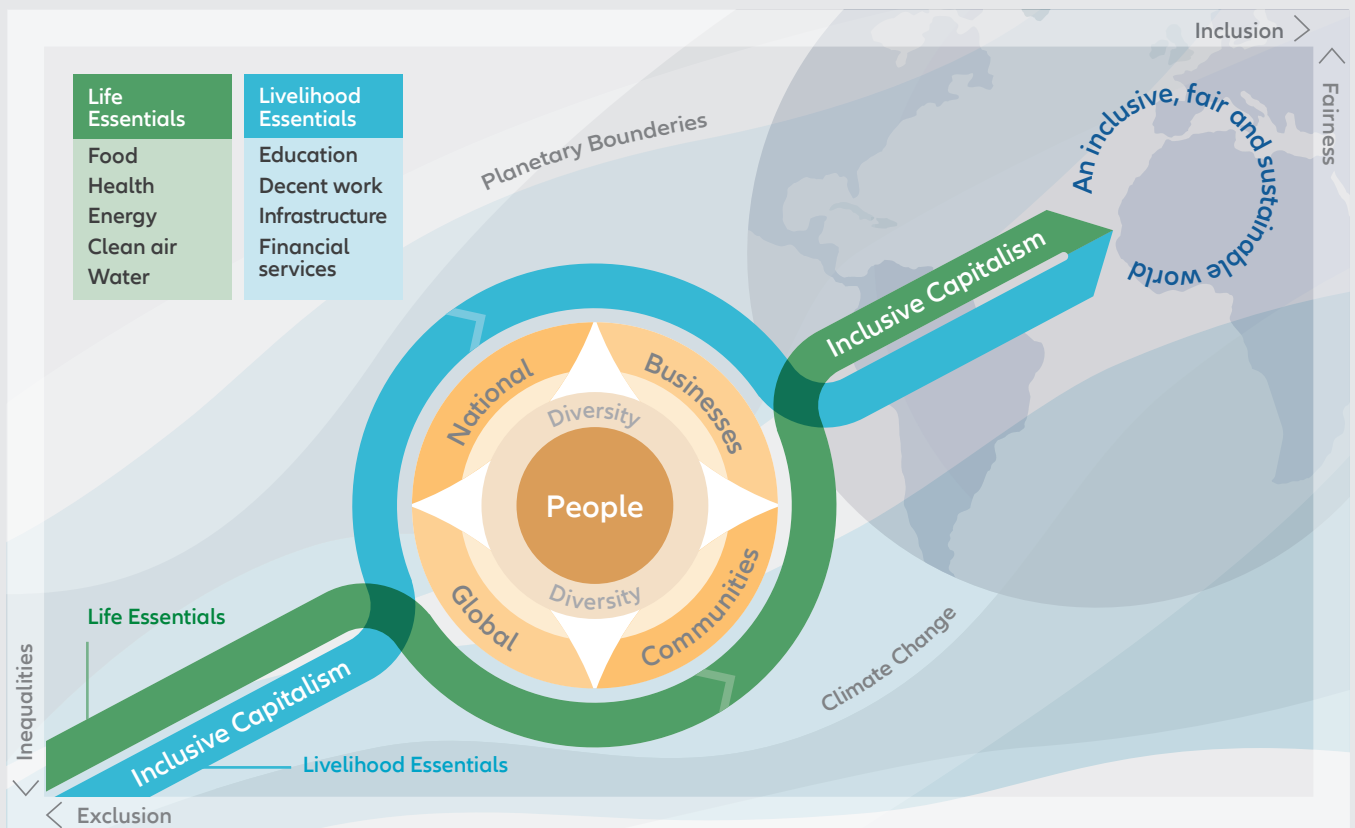 Inclusion
Fairness
Life
Essentials
Food
Health
Energy
Clean air
Water
Livelihood
Essentials
Education
Decent work
Infrastructure
Financial
services
Planetary Bounderies
An inclusive, fair and sustainable world
Inclusive Capitalism
National
Businesses
Diversity
People
Diversity
Global
Communities
Life Essentials
Climate Change
Inequalities
Inclusive Capitalism
Livelihood Essentials
Exclusion